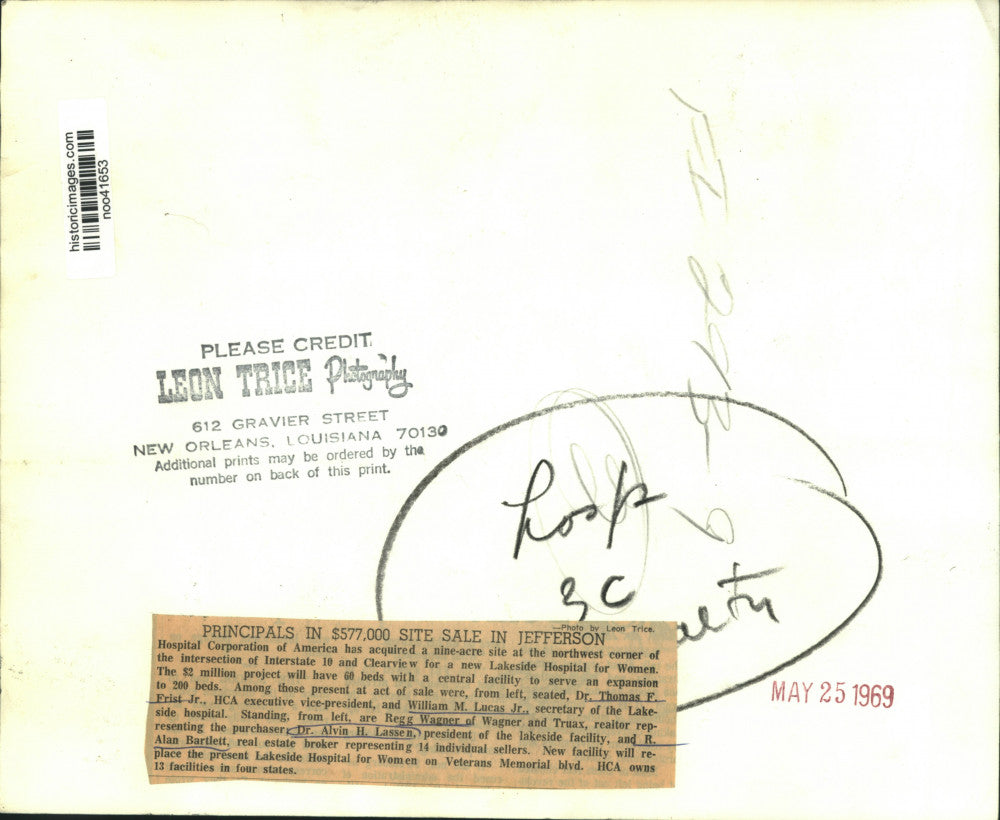 historicimages.com
noo41653
PLEASE CREDIT
LEON TRICE Photography
612 GRAVIER STREET
NEW ORLEANS, LOUISIANA 70130
Additional prints may be ordered by the
number on back of this print.
hosp
3C
MAY 25 1969
—Photo by Leon Trice.
PRINCIPALS IN $577,000 SITE SALE IN JEFFERSON
Hospital Corporation of America has acquired a nine-acre site at the northwest corner of
the intersection of Interstate 10 and Clearview for a new Lakeside Hospital for Women.
The $2 million project will have 60 beds with a central facility to serve an expansion
to 200 beds. Among those present at act of sale were, from left, seated, Dr. Thomas F.
Frist Jr., HCA executive vice-president, and William M. Lucas Jr., secretary of the Lake-
side hospital. Standing, from left, are Regg Wagner of Wagner and Truax, realtor rep-
resenting the purchaser, Dr. Alvin H. Lassen, president of the lakeside facility, and R.
Alan Bartlett, real estate broker representing 14 individual sellers. New facility will re-
place the present Lakeside Hospital for Women on Veterans Memorial blvd. HCA owns
13 facilities in four states.